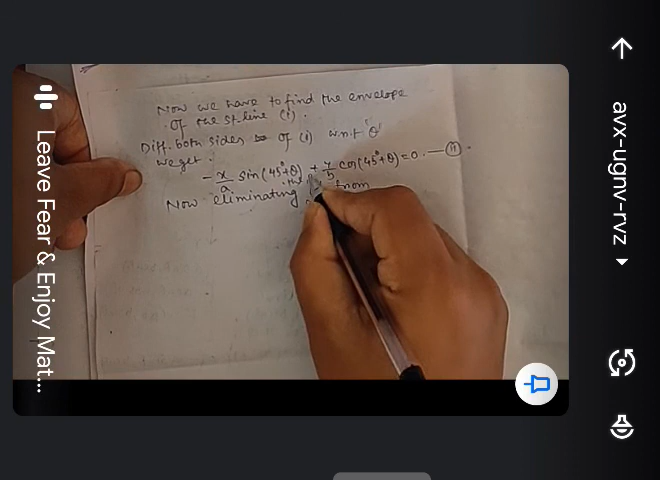 Now we have to find the envelope
of the st. line (i).
Diff. both sides of (i) w.r.t 'θ'
we get.
- x/a sin(45°+θ) + y/b cos(45°+θ) = 0. — (ii).
Now eliminating from
Leave Fear & Enjoy Mat...
avx-ugnv-rvz